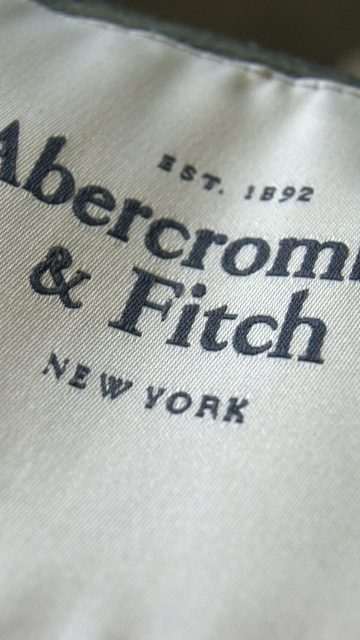 EST. 1892
Abercrom
& Fitch
NEW YORK